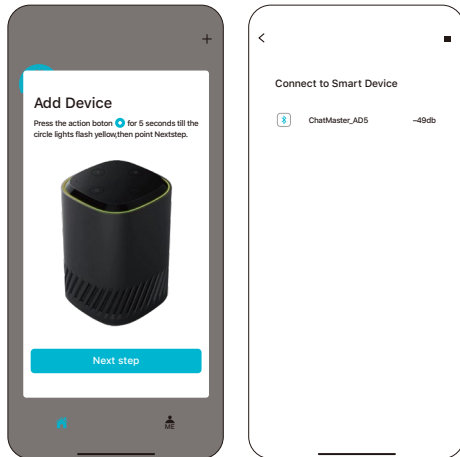 Add Device
Press the action boton for 5 seconds till the
circle lights flash yellow,then point Nextstep.
Next step
ME
Connect to Smart Device
ChatMaster_AD5 -49db